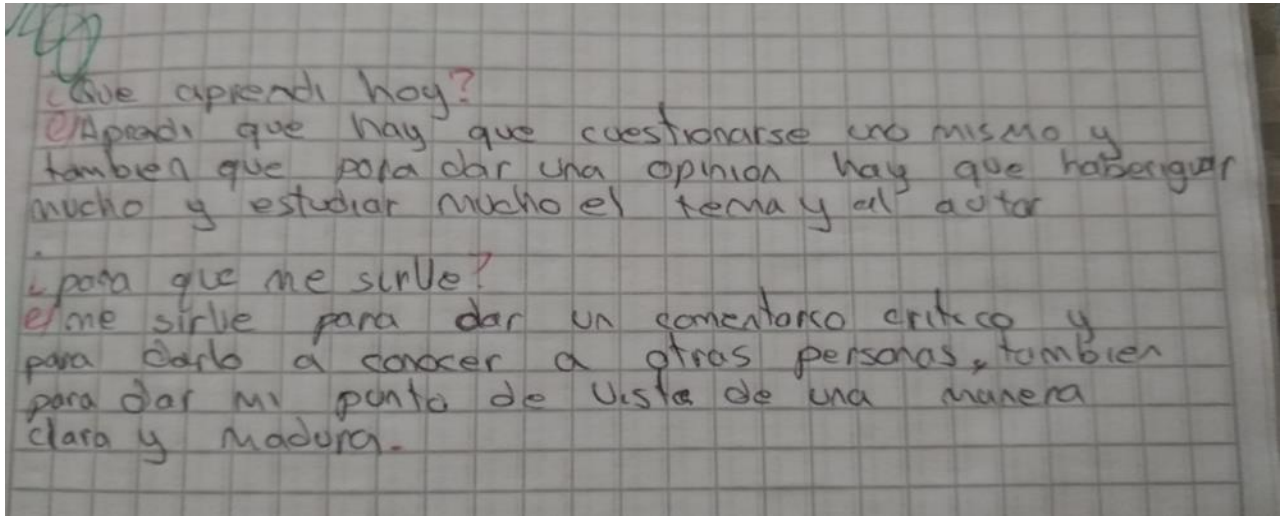 ¿Que aprendi hoy?
R/Aprendi que hay que cuestionarse uno mismo y
tambien que para dar una opinion hay que haberiguar
mucho y estudiar mucho el tema y al autor
¿para que me sirve?
R/me sirve para dar un comentario critico y
para darlo a conocer a otras personas, tambien
para dar mi punto de vista de una manera
clara y madura.